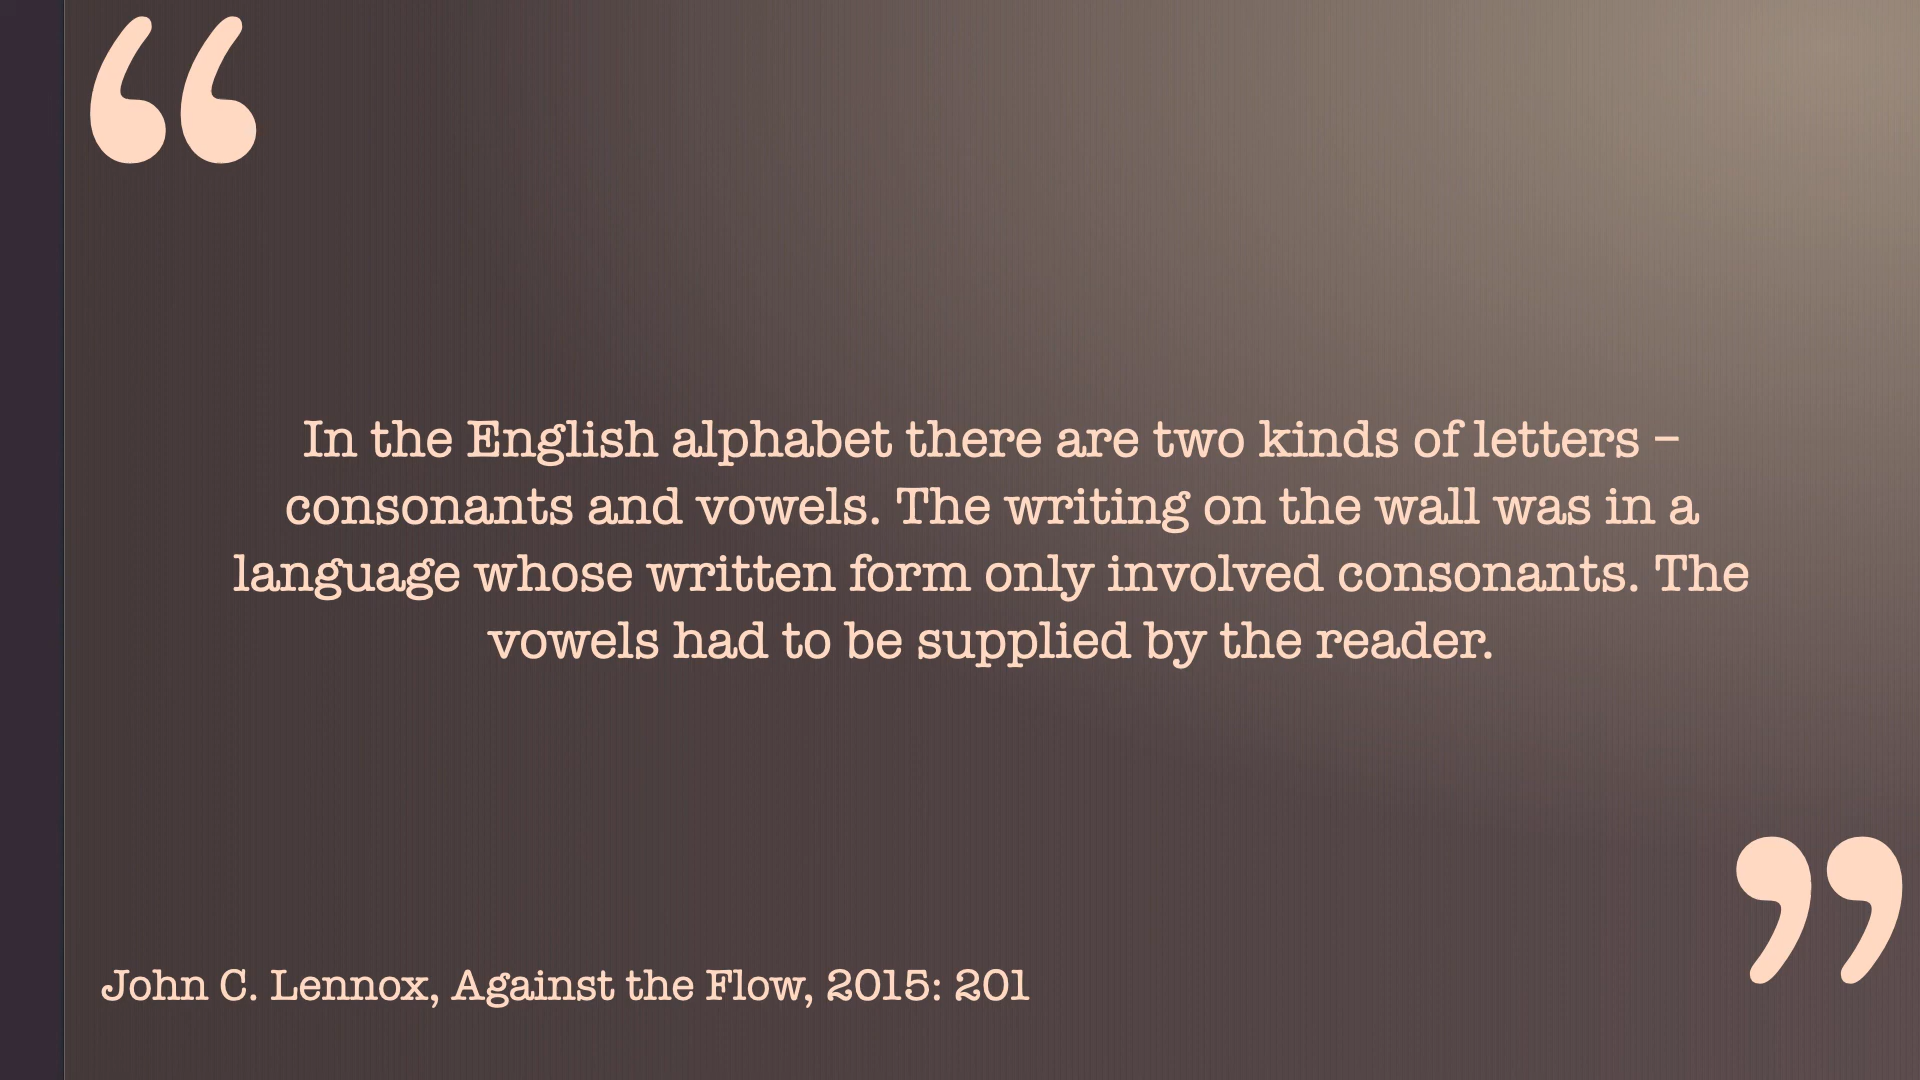 “
In the English alphabet there are two kinds of letters –
consonants and vowels. The writing on the wall was in a
language whose written form only involved consonants. The
vowels had to be supplied by the reader.
”
John C. Lennox, Against the Flow, 2015: 201